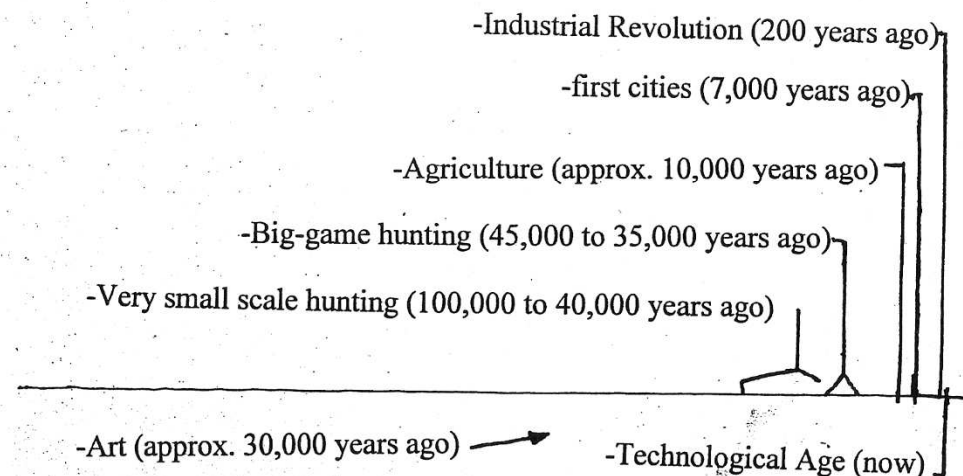 -Industrial Revolution (200 years ago)
-first cities (7,000 years ago)
-Agriculture (approx. 10,000 years ago)
-Big-game hunting (45,000 to 35,000 years ago)
-Very small scale hunting (100,000 to 40,000 years ago)
-Art (approx. 30,000 years ago)
-Technological Age (now)